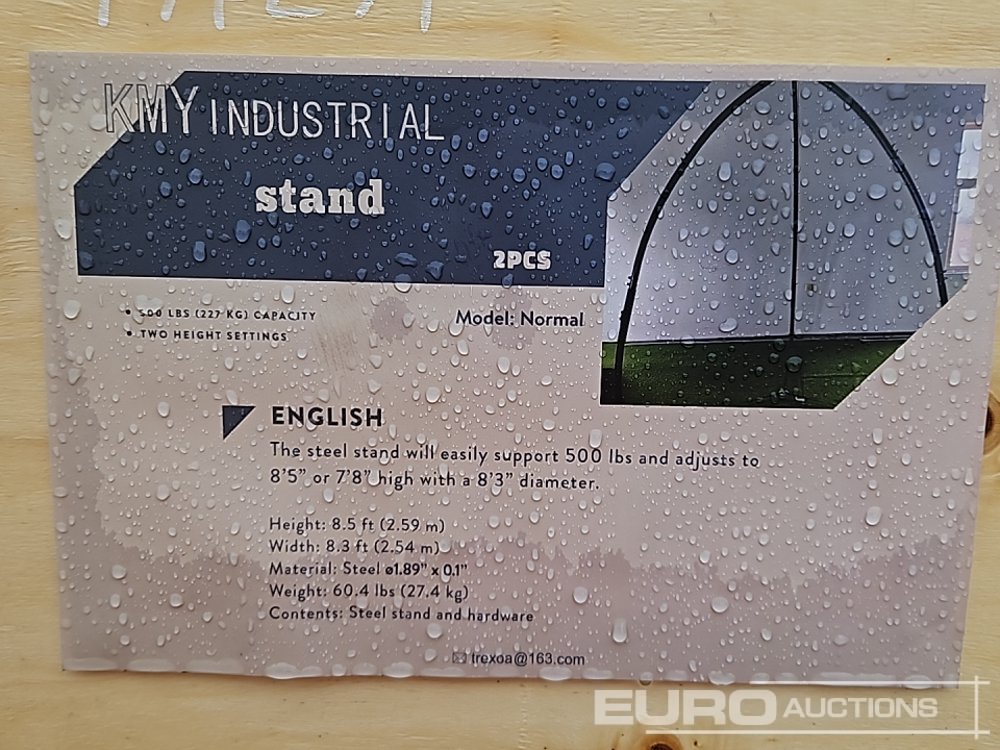 KMY INDUSTRIAL
stand
2PCS
• 500 LBS (227 KG) CAPACITY
• TWO HEIGHT SETTINGS
Model: Normal
ENGLISH
The steel stand will easily support 500 lbs and adjusts to
8'5" or 7'8" high with a 8'3" diameter.
Height: 8.5 ft (2.59 m)
Width: 8.3 ft (2.54 m)
Material: Steel ø1.89" x 0.1"
Weight: 60.4 lbs (27.4 kg)
Contents: Steel stand and hardware
trexoa@163.com
EURO AUCTIONS